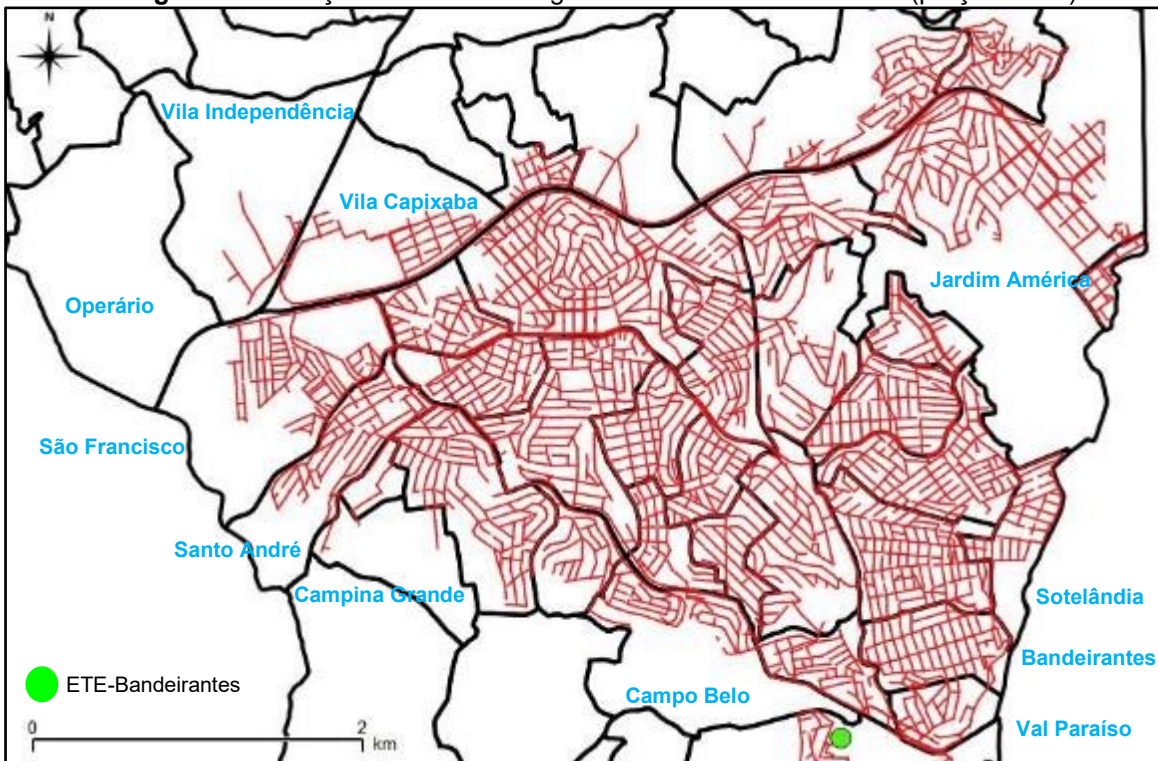 N
Vila Independência
Vila Capixaba
Jardim América
Operário
São Francisco
Santo André
Campina Grande
Sotelândia
Bandeirantes
ETE-Bandeirantes
Campo Belo
Val Paraíso
0 2
km